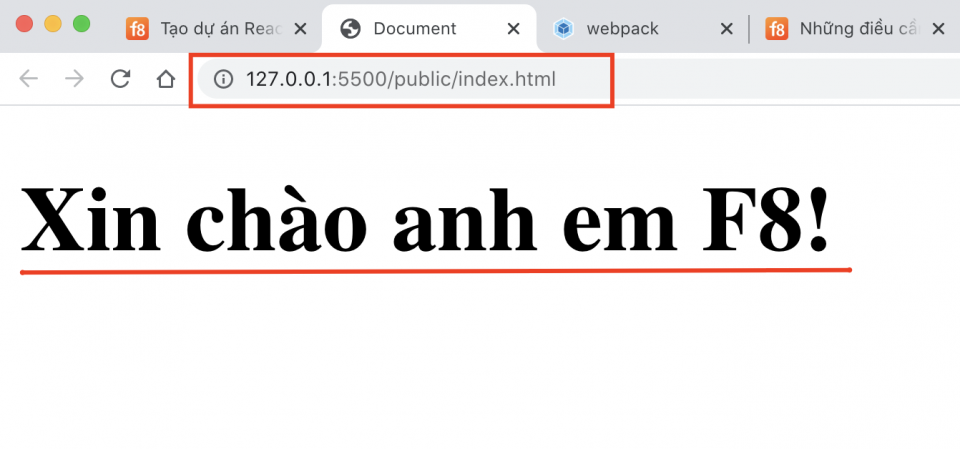 f8 Tạo dự án Reac Document webpack f8 Những điều cầ
127.0.0.1:5500/public/index.html
Xin chào anh em F8!